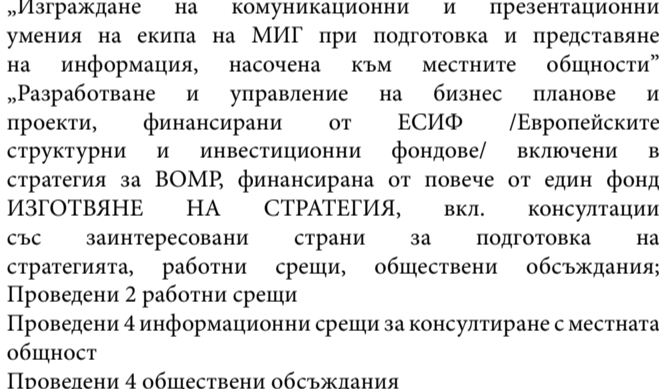 „Изграждане на комуникационни и презентационни
умения на екипа на МИГ при подготовка и представяне
на информация, насочена към местните общности”
„Разработване и управление на бизнес планове и
проекти, финансирани от ЕСИФ /Европейските
структурни и инвестиционни фондове/ включени в
стратегия за ВОМР, финансирана от повече от един фонд
ИЗГОТВЯНЕ НА СТРАТЕГИЯ, вкл. консултации
със заинтересовани страни за подготовка на
стратегията, работни срещи, обществени обсъждания;
Проведени 2 работни срещи
Проведени 4 информационни срещи за консултиране с местната
общност
Проведени 4 обществени обсъждания